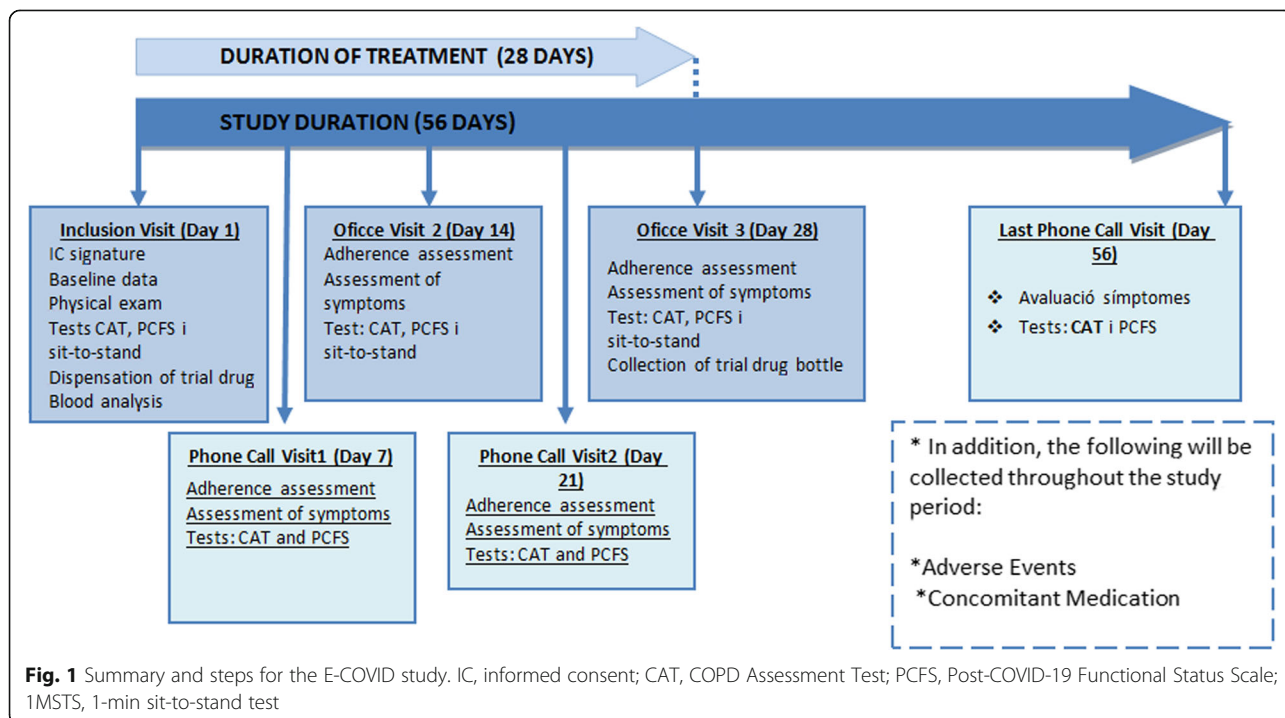 DURATION OF TREATMENT (28 DAYS)
STUDY DURATION (56 DAYS)
Inclusion Visit (Day 1)
IC signature
Baseline data
Physical exam
Tests CAT, PCFS i
sit-to-stand
Dispensation of trial drug
Blood analysis
Oficce Visit 2 (Day 14)
Adherence assessment
Assessment of
symptoms
Test: CAT, PCFS i
sit-to-stand
Oficce Visit 3 (Day 28)
Adherence assessment
Assessment of symptoms
Test: CAT, PCFS i
sit-to-stand
Collection of trial drug bottle
Last Phone Call Visit (Day
56)
❖ Avaluació símptomes
❖ Tests: CAT i PCFS
Phone Call Visit1 (Day 7)
Adherence assessment
Assessment of symptoms
Tests: CAT and PCFS
Phone Call Visit2 (Day
21)
Adherence assessment
Assessment of symptoms
Tests: CAT and PCFS
* In addition, the following will be
collected throughout the study
period:
*Adverse Events
*Concomitant Medication
Fig. 1 Summary and steps for the E-COVID study. IC, informed consent; CAT, COPD Assessment Test; PCFS, Post-COVID-19 Functional Status Scale;
1MSTS, 1-min sit-to-stand test